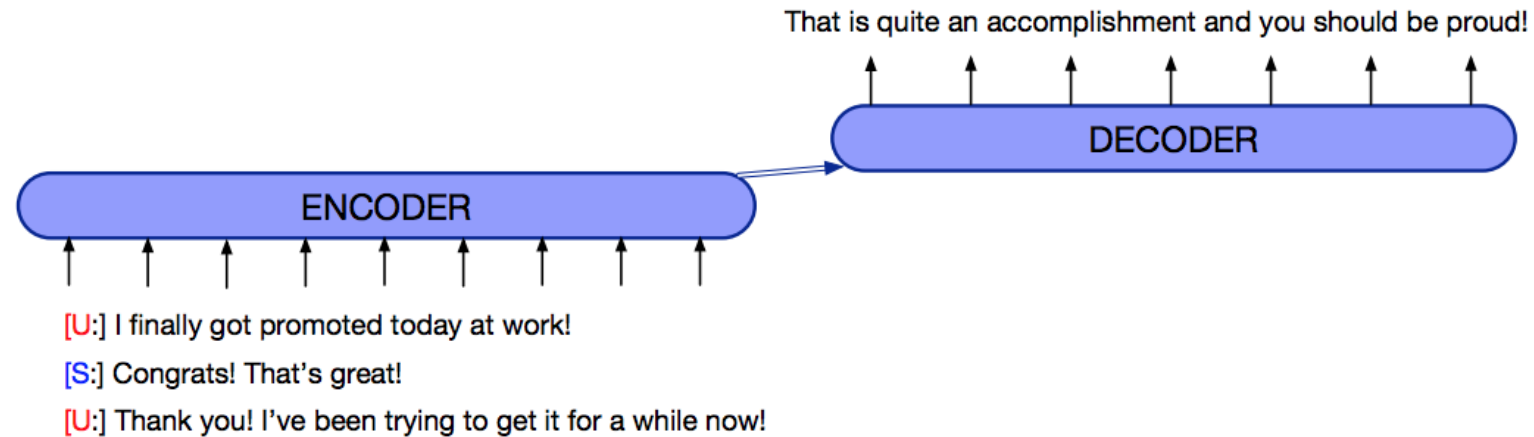 That is quite an accomplishment and you should be proud!
DECODER
ENCODER
[U:] I finally got promoted today at work!
[S:] Congrats! That's great!
[U:] Thank you! I've been trying to get it for a while now!